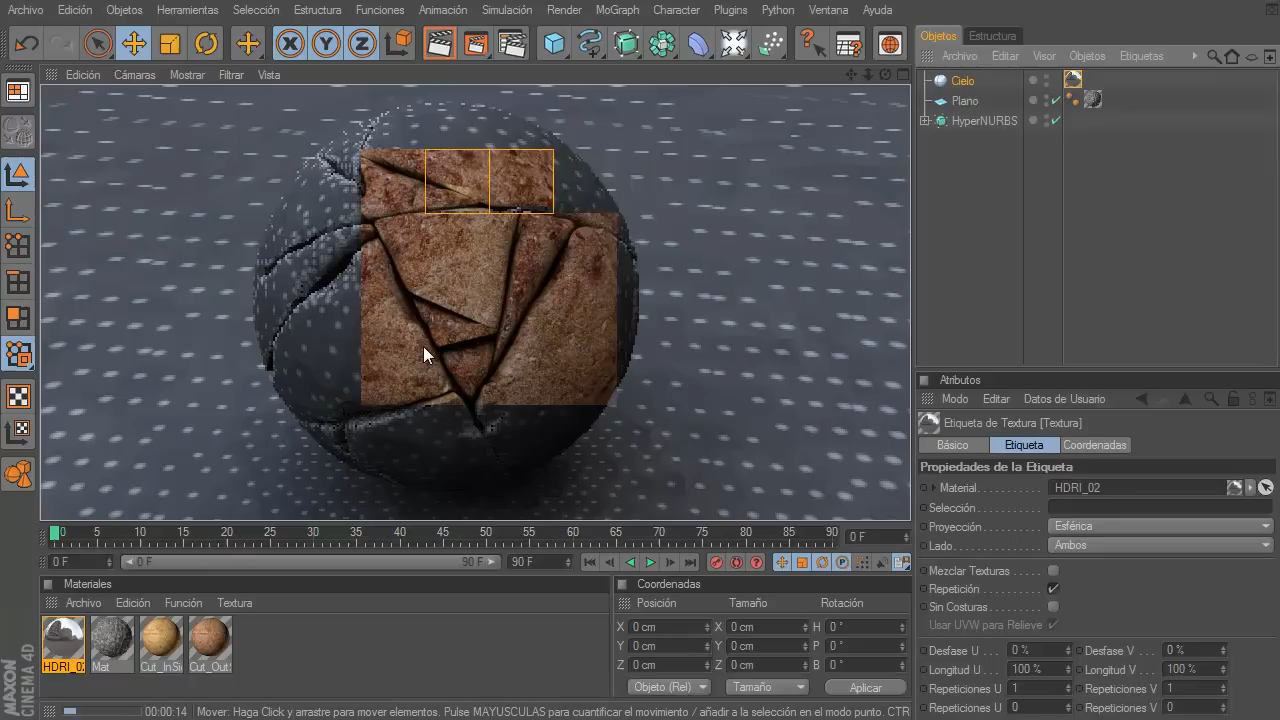 Archivo Edición Objetos Herramientas Selección Estructura Funciones Animación Simulación Render MoGraph Character Plugins Python Ventana Ayuda
X Y Z
Edición Cámaras Mostrar Filtrar Vista
Objetos Estructura
Archivo Editar Visor Objetos Etiquetas
Cielo
Plano
HyperNURBS
Atributos
Modo Editar Datos de Usuario
Etiqueta de Textura [Textura]
Básico Etiqueta Coordenadas
Propiedades de la Etiqueta
Material HDRI_02
Selección
Proyección Esférica
Lado Ambos
Mezclar Texturas
Repetición
Sin Costuras
Usar UVW para Relieve
Desfase U 0 % Desfase V 0 %
Longitud U 100 % Longitud V 100 %
Repeticiones U 1 Repeticiones V 1
Repeticiones U 0 Repeticiones V 0
0 5 10 15 20 25 30 35 40 45 50 55 60 65 70 75 80 85 90 0 F
0 F 0 F 90 F 90 F
Materiales
Archivo Edición Función Textura
HDRI_02 Mat Cut_InSi Cut_OutS
Coordenadas
Posición Tamaño Rotación
X 0 cm X 0 cm H 0 °
Y 0 cm Y 0 cm P 0 °
Z 0 cm Z 0 cm B 0 °
Objeto (Rel) Tamaño Aplicar
MAXON
CINEMA 4D
00:00:14 Mover: Haga Click y arrastre para mover elementos. Pulse MAYUSCULAS para cuantificar el movimiento / añadir a la selección en el modo punto. CTR